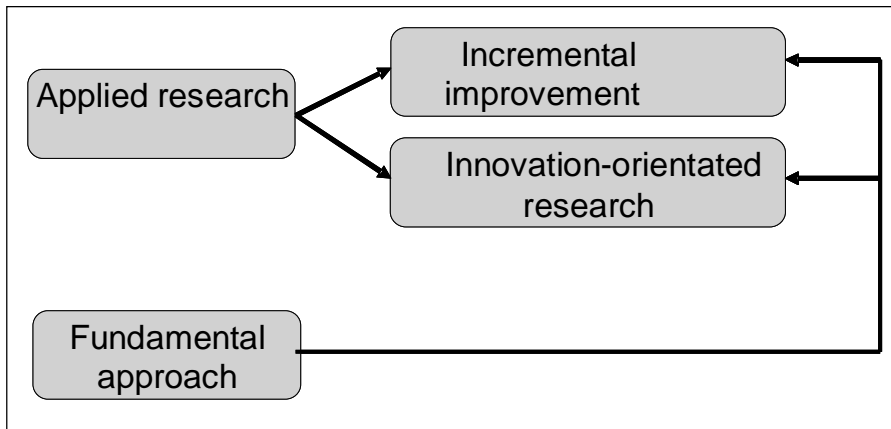 Applied research
Incremental
improvement
Innovation-orientated
research
Fundamental
approach